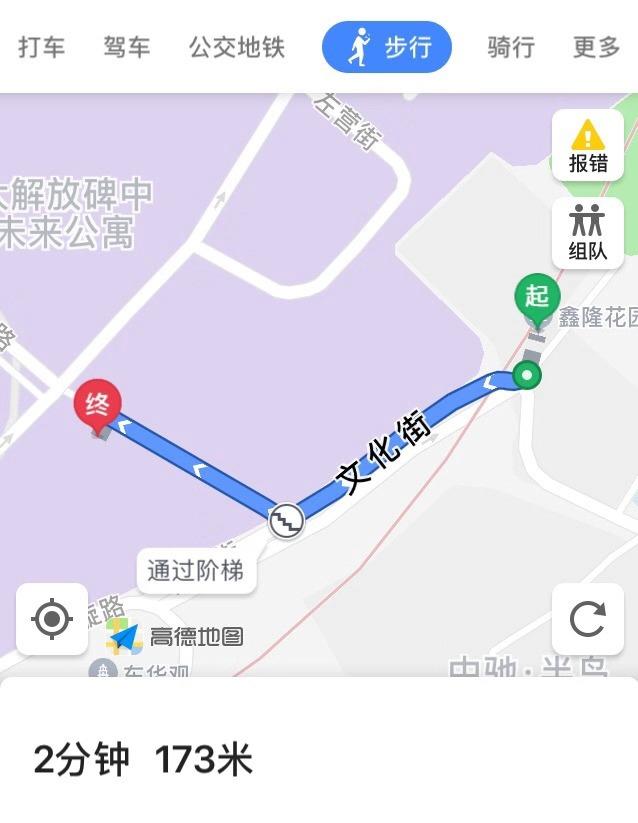 打车 驾车 公交地铁 步行 骑行 更多
左营街
报错
解放碑中
未来公寓
组队
起
鑫隆花园
路
终
文化街
通过阶梯
旋路
高德地图
东华观
中驰·半岛
2分钟 173米